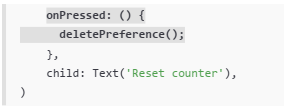 onPressed: () {
deletePreference();
},
child: Text('Reset counter'),
)